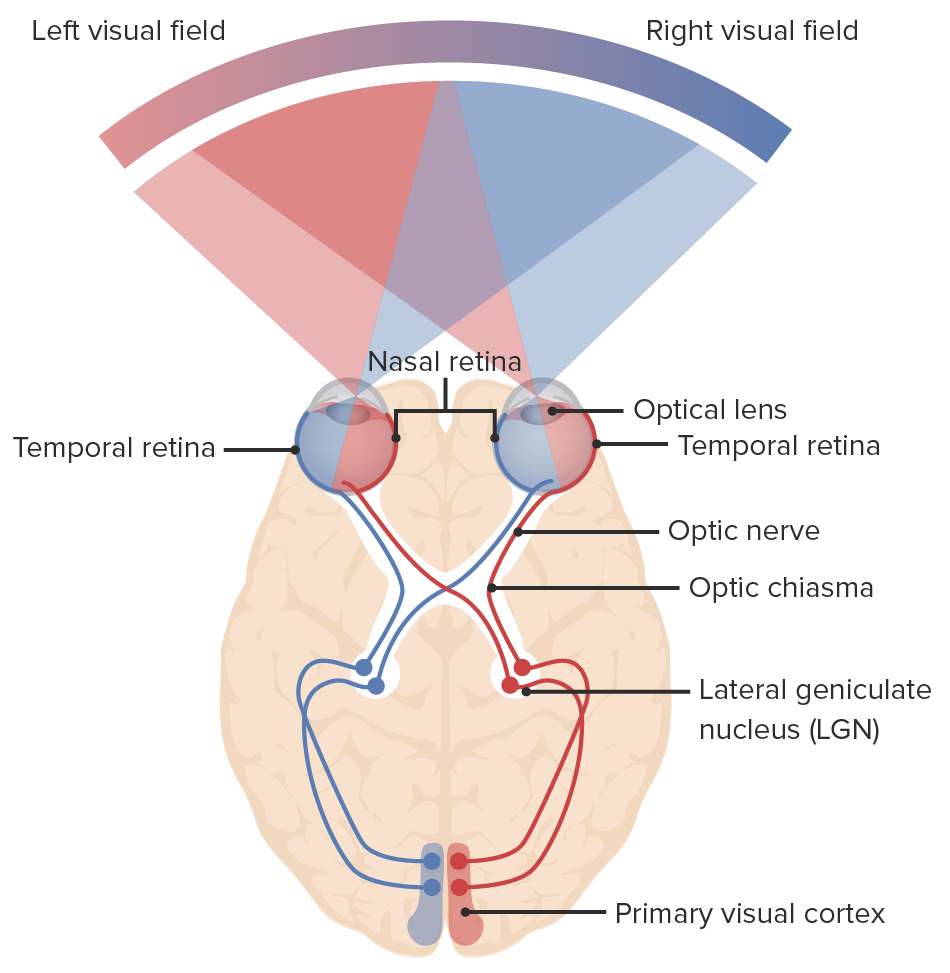 Left visual field
Right visual field
Nasal retina
Optical lens
Temporal retina
Temporal retina
Optic nerve
Optic chiasma
Lateral geniculate
nucleus (LGN)
Primary visual cortex